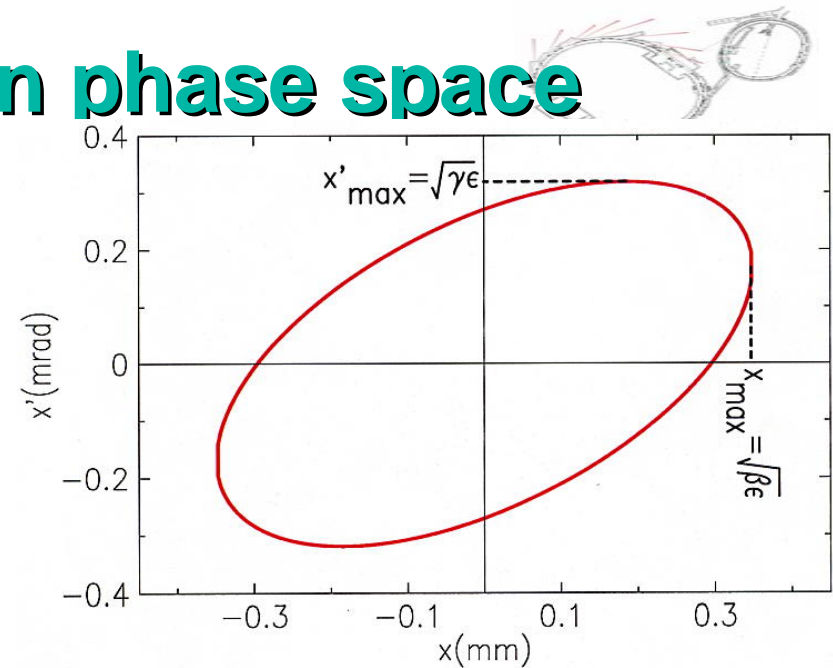 n phase space
0.4
x'max=√γϵ
0.2
0
−0.2
−0.4
x'(mrad)
xmax=√βϵ
−0.3
−0.1
0.1
0.3
x(mm)